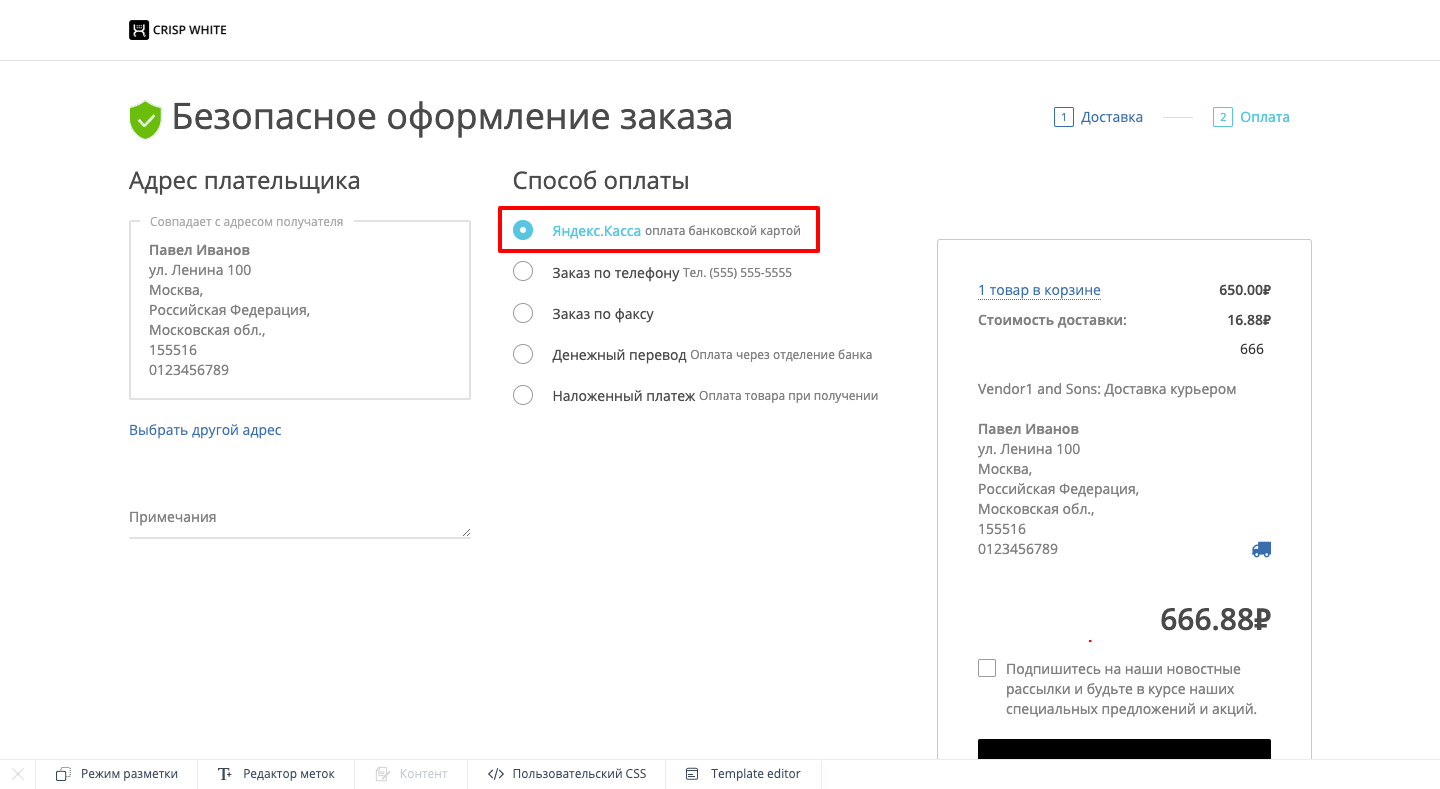 CRISP WHITE
Безопасное оформление заказа
1 Доставка
2 Оплата
Адрес плательщика
Совпадает с адресом получателя
Павел Иванов
ул. Ленина 100
Москва,
Российская Федерация,
Московская обл.,
155516
0123456789
Выбрать другой адрес
Примечания
Способ оплаты
Яндекс.Касса оплата банковской картой
Заказ по телефону Тел. (555) 555-5555
Заказ по факсу
Денежный перевод Оплата через отделение банка
Наложенный платеж Оплата товара при получении
1 товар в корзине 650.00₽
Стоимость доставки: 16.88₽
666
Vendor1 and Sons: Доставка курьером
Павел Иванов
ул. Ленина 100
Москва,
Российская Федерация,
Московская обл.,
155516
0123456789
666.88₽
Подпишитесь на наши новостные
рассылки и будьте в курсе наших
специальных предложений и акций.
Режим разметки
Редактор меток
Контент
Пользовательский CSS
Template editor